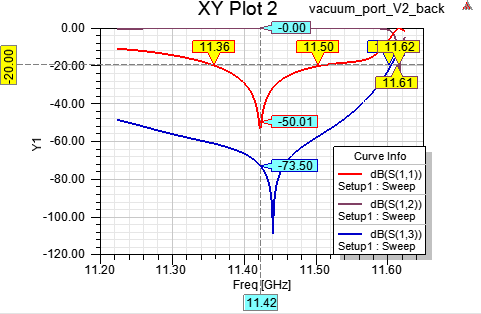 XY Plot 2
vacuum_port_V2_back
0.00
-0.00
11.36
11.50
11.62
-20.00
-20.00
11.61
-40.00
-50.01
Y1
-60.00
-73.50
-80.00
-100.00
-120.00
Curve Info
dB(S(1,1))
Setup1 : Sweep
dB(S(1,2))
Setup1 : Sweep
dB(S(1,3))
Setup1 : Sweep
11.20
11.30
11.40
11.50
11.60
Freq [GHz]
11.42